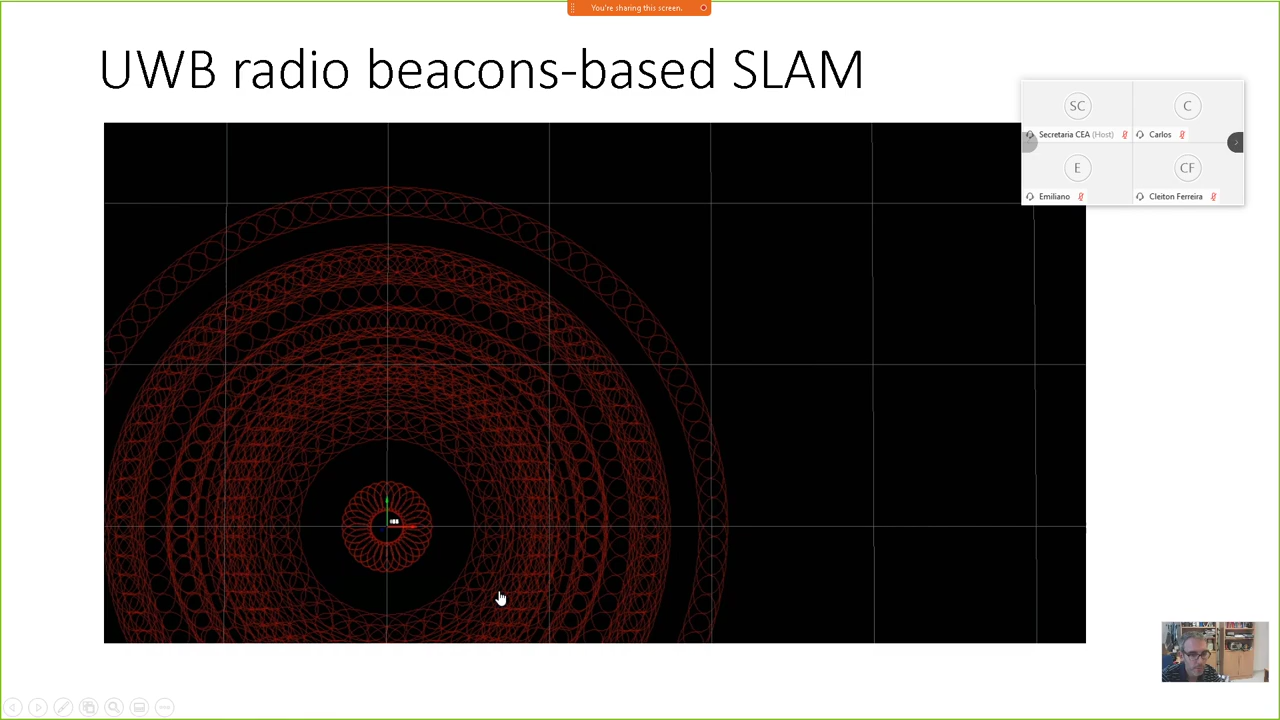 You're sharing this screen.
UWB radio beacons-based SLAM
SC
C
Secretaria CEA (Host)
Carlos
E
CF
Emiliano
Cleiton Ferreira